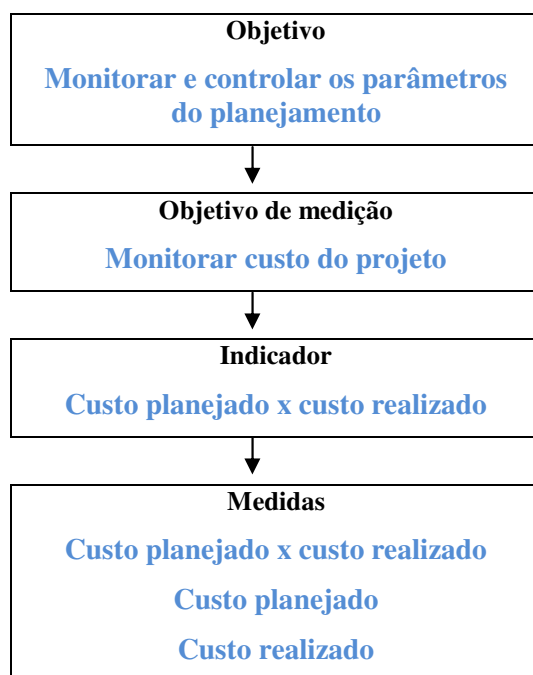 Objetivo
Monitorar e controlar os parâmetros
do planejamento
Objetivo de medição
Monitorar custo do projeto
Indicador
Custo planejado x custo realizado
Medidas
Custo planejado x custo realizado
Custo planejado
Custo realizado